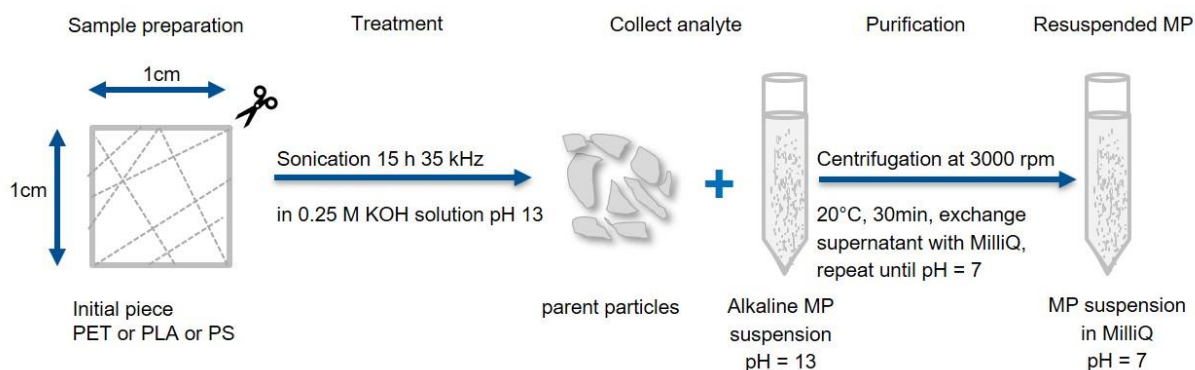 Sample preparation
Treatment
Collect analyte
Purification
Resuspended MP
1cm
1cm
Initial piece
PET or PLA or PS
Sonication 15 h 35 kHz
in 0.25 M KOH solution pH 13
parent particles
+
Alkaline MP
suspension
pH = 13
Centrifugation at 3000 rpm
20°C, 30min, exchange
supernatant with MilliQ,
repeat until pH = 7
MP suspension
in MilliQ
pH = 7